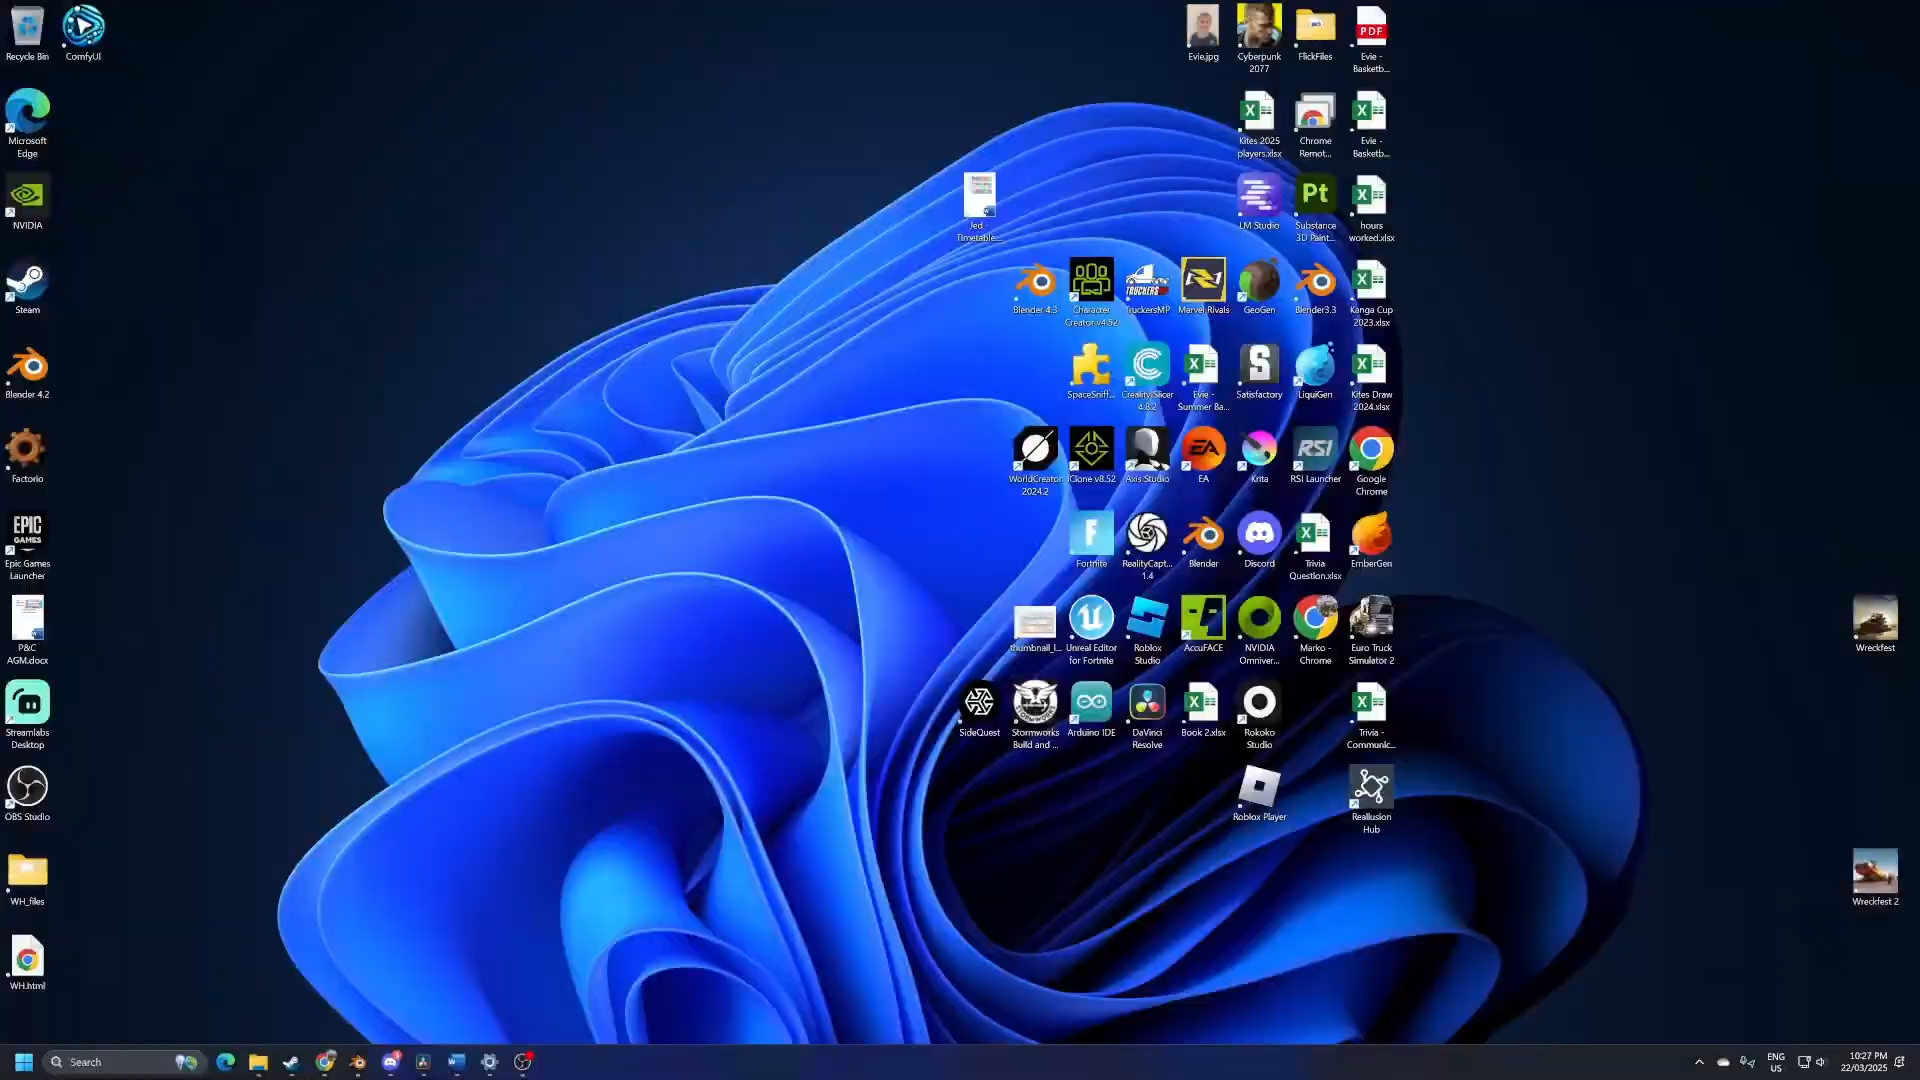 Recycle Bin
ComfyUI
Evie.jpg
Cyberpunk
2077
FlickFiles
PDF
Evie -
Basketb...
Microsoft
Edge
Kites 2025
players.xlsx
Chrome
Remot...
Evie -
Basketb...
NVIDIA
Jed -
Timetable...
LM Studio
Pt
Substance
3D Paint...
hours
worked.xlsx
Steam
Blender 4.3
Character
Creator v4.52
TruckersMP
Marvel Rivals
GeoGen
Blender3.3
Kanga Cup
2023.xlsx
Blender 4.2
SpaceSniff...
Creality Slicer
4.8.2
Evie -
Summer Ba...
Satisfactory
LiquiGen
Kites Draw
2024.xlsx
Factorio
WorldCreator
2024.2
iClone v8.52
Axis Studio
EA
EA
Krita
RSI
RSI Launcher
Google
Chrome
EPIC
GAMES
Epic Games
Launcher
F
Fortnite
RealityCapt...
1.4
Blender
Discord
Trivia
Question.xlsx
EmberGen
P&C
AGM.docx
thumbnail_I...
Unreal Editor
for Fortnite
Roblox
Studio
AccuFACE
NVIDIA
Omniver...
Marko -
Chrome
Euro Truck
Simulator 2
Wreckfest
Streamlabs
Desktop
SideQuest
STORMWORKS
Stormworks
Build and ...
Arduino IDE
DaVinci
Resolve
Book 2.xlsx
Rokoko
Studio
Trivia -
Communic...
OBS Studio
Roblox Player
Reallusion
Hub
WH_files
Wreckfest 2
WH.html
Search
ENG
US
10:27 PM
22/03/2025